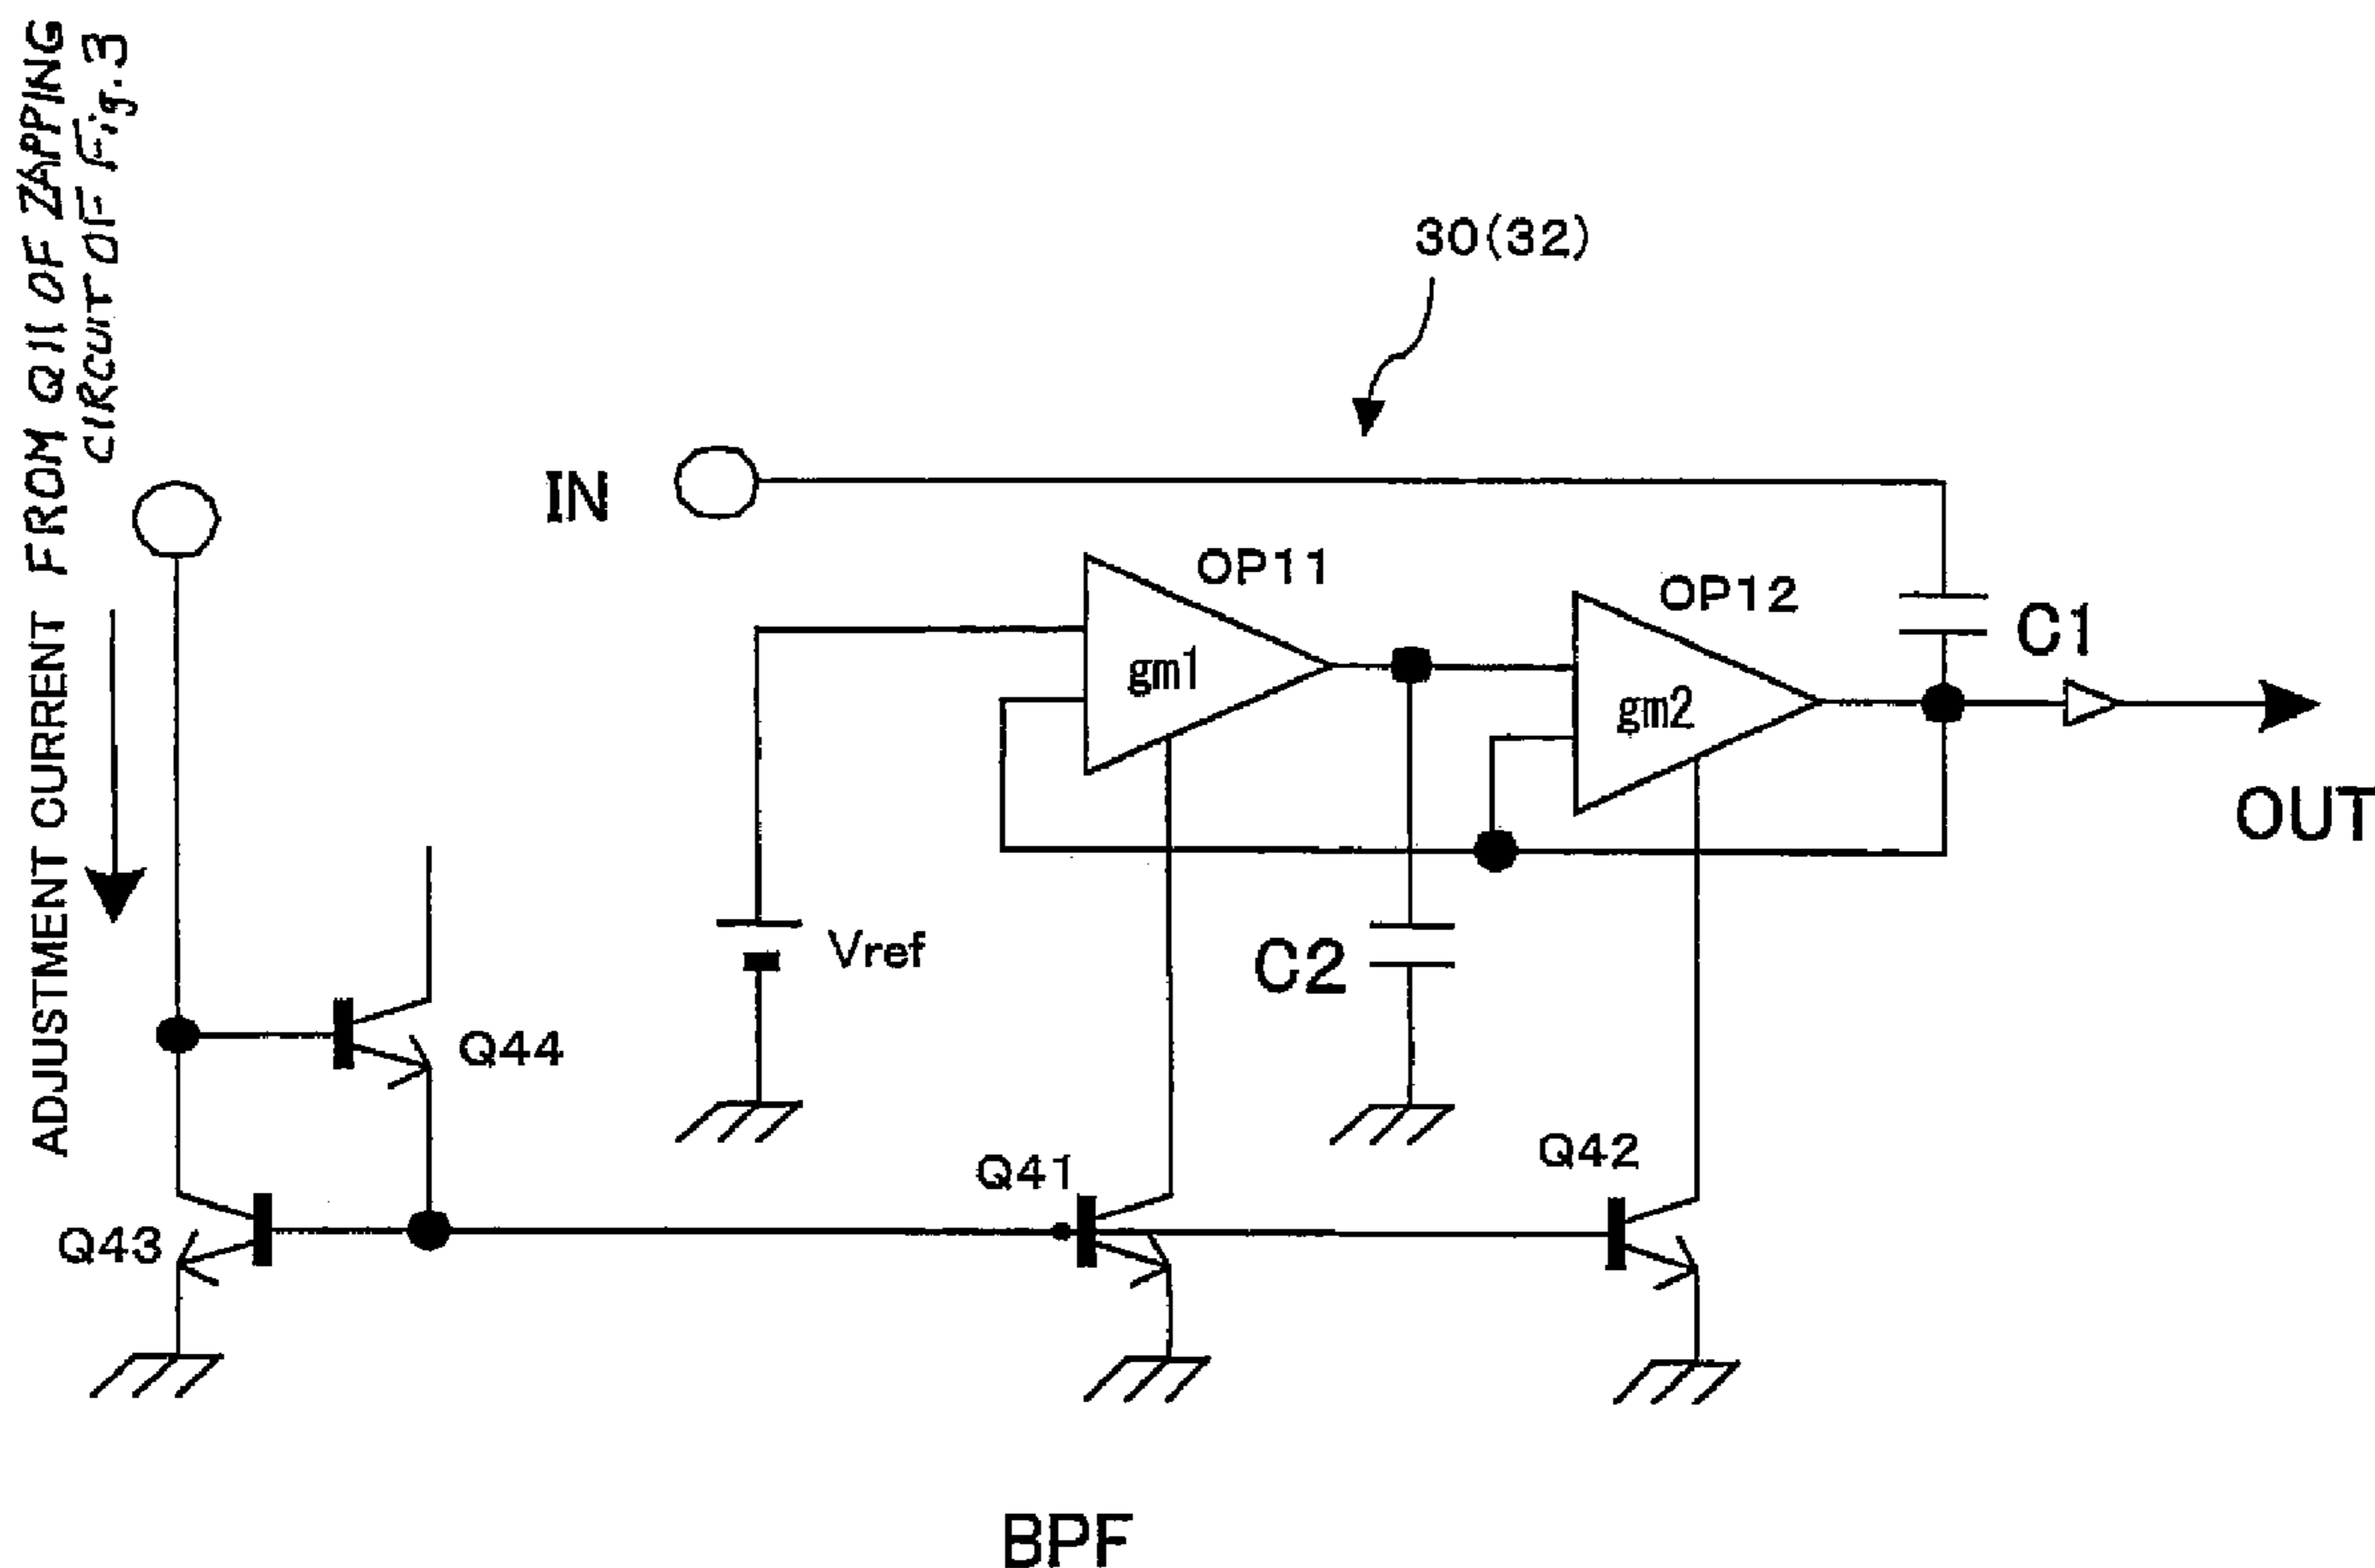 ADJUSTMENT CURRENT FROM Q11 OF ZAPPING
CIRCUIT OF Fig.3
30(32)
IN
OP11
OP12
C1
gm1
gm2
OUT
Vref
C2
Q44
Q41
Q42
Q43
BPF